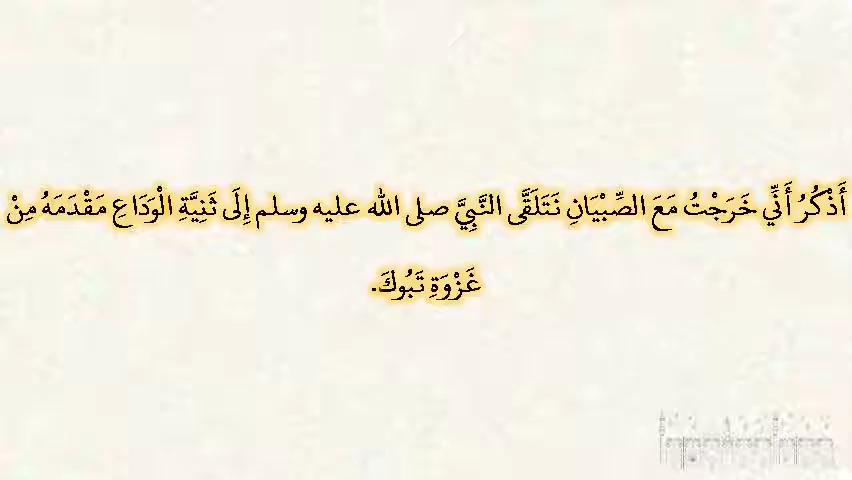 أَذْكُرُ أَنِّي خَرَجْتُ مَعَ الصِّبْيَانِ نَتَلَقَّى النَّبِيَّ صلى الله عليه وسلم إِلَى ثَنِيَّةِ الْوَدَاعِ مَقْدَمَهُ مِنْ
غَزْوَةِ تَبُوكَ.